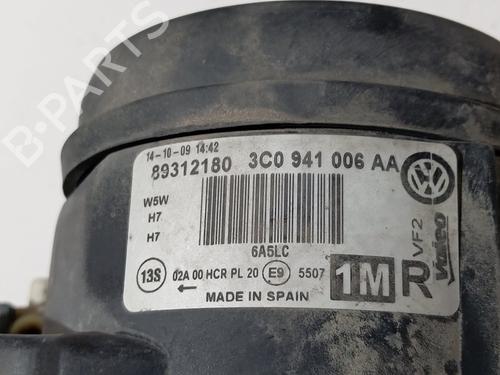 B-PARTS
14-10-09 14:42
89312180 3C0 941 006 AA
W5W
H7
H7
6A5LC
VF2
Valeo
13S 02A 00 HCR PL 20 E9 5507 1M R
MADE IN SPAIN